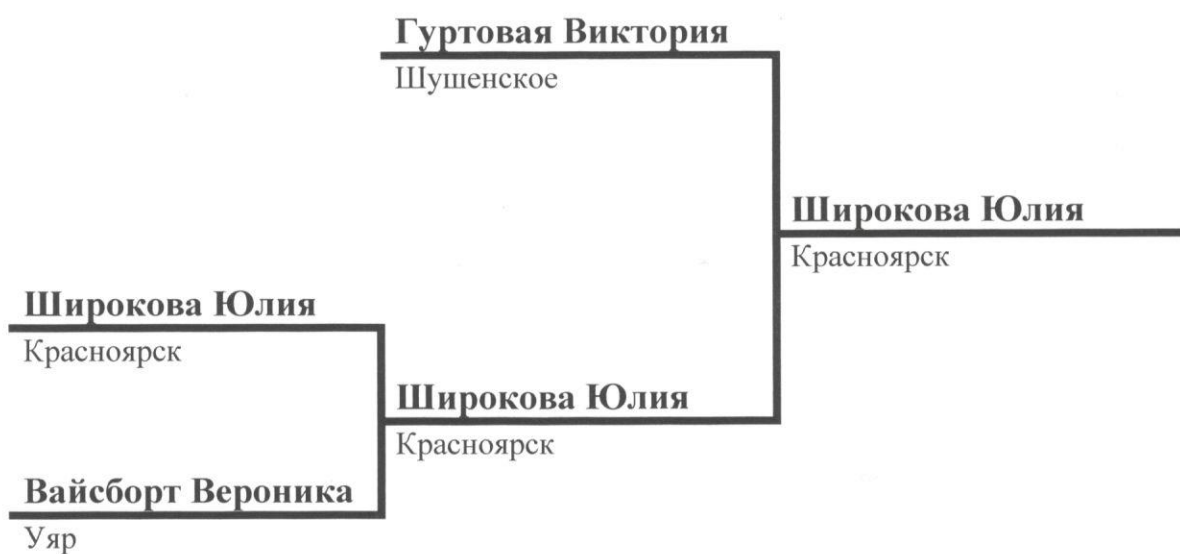 Гуртовая Виктория
Шушенское
Широкова Юлия
Красноярск
Широкова Юлия
Красноярск
Широкова Юлия
Красноярск
Вайсборт Вероника
Уяр